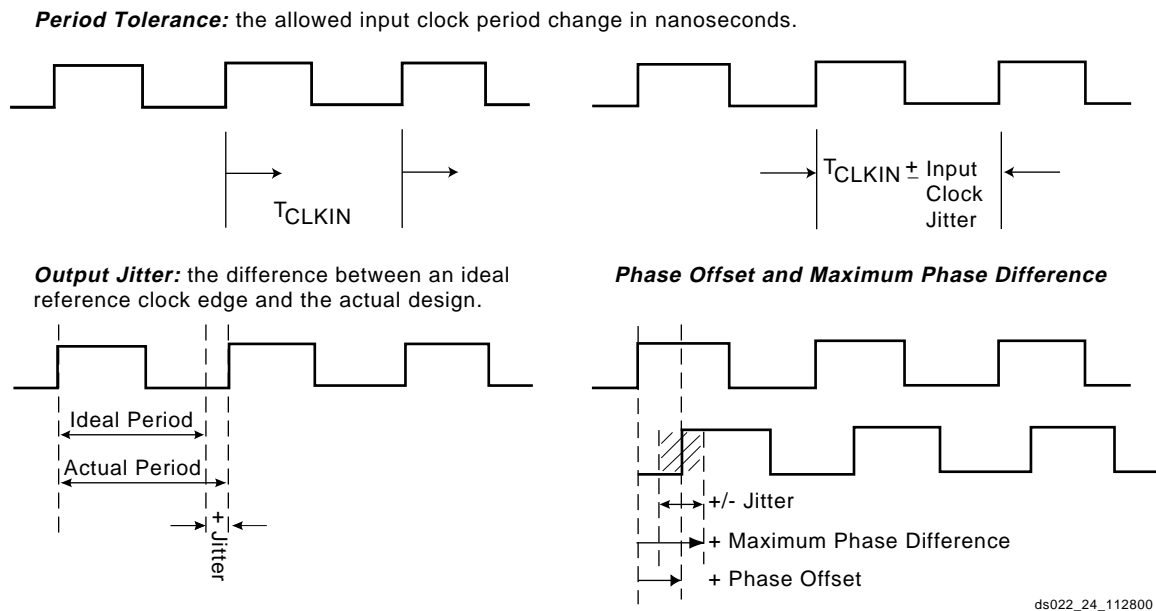 Period Tolerance: the allowed input clock period change in nanoseconds.
TCLKIN
TCLKIN ± Input
Clock
Jitter
Output Jitter: the difference between an ideal
reference clock edge and the actual design.
Ideal Period
Actual Period
+ Jitter
Phase Offset and Maximum Phase Difference
+/- Jitter
+ Maximum Phase Difference
+ Phase Offset
ds022_24_112800